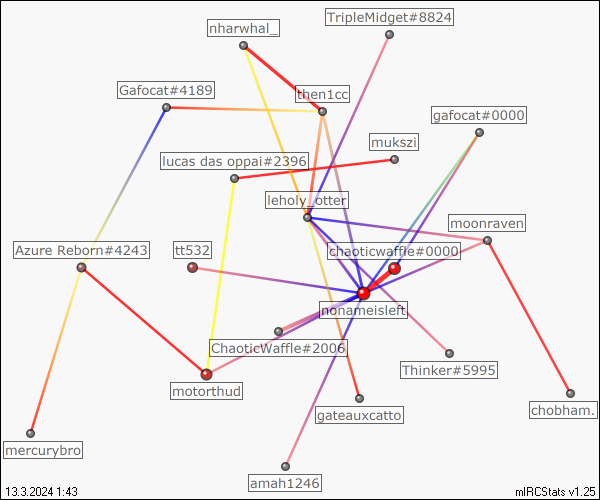 TripleMidget#8824
nharwhal_
Gafocat#4189
then1cc
gafocat#0000
mukszi
lucas das oppai#2396
leholy_otter
moonraven
Azure Reborn#4243
tt532
chaoticwaffle#0000
nonameisleft
ChaoticWaffle#2006
Thinker#5995
motorthud
gateauxcatto
chobham.
mercurybro
amah1246
13.3.2024 1:43
mIRCStats v1.25